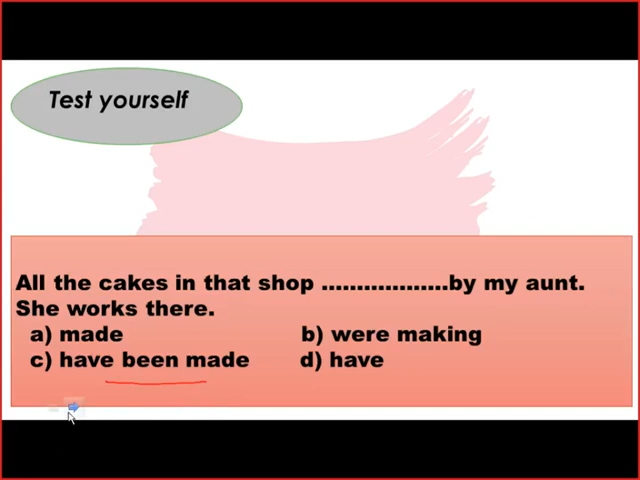 Test yourself
All the cakes in that shop ..................by my aunt.
She works there.
a) made b) were making
c) have been made d) have